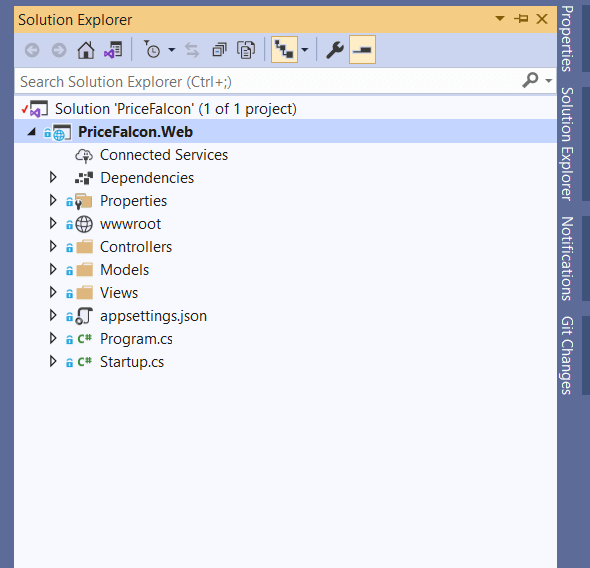 Solution Explorer
Search Solution Explorer (Ctrl+;)
Solution 'PriceFalcon' (1 of 1 project)
PriceFalcon.Web
Connected Services
Dependencies
Properties
wwwroot
Controllers
Models
Views
appsettings.json
C# Program.cs
C# Startup.cs
Properties
Solution Explorer
Notifications
Git Changes